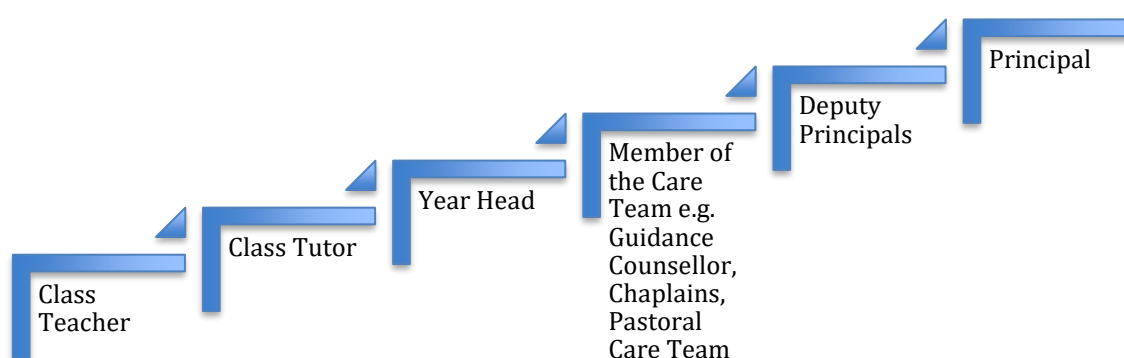 Class
Teacher
Class Tutor
Year Head
Member of
the Care
Team e.g.
Guidance
Counsellor,
Chaplains,
Pastoral
Care Team
Deputy
Principals
Principal